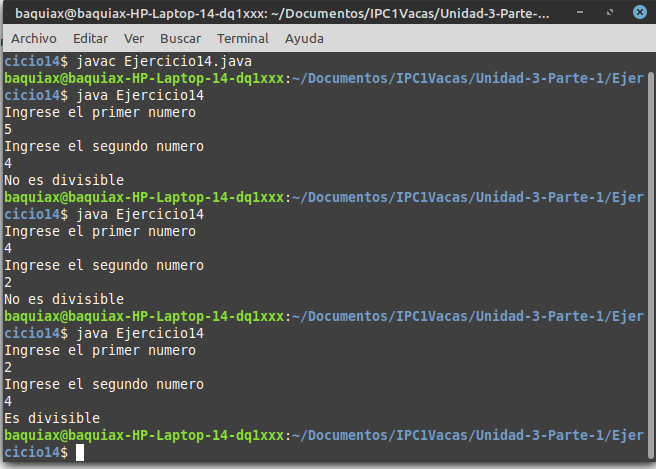 baquiax@baquiax-HP-Laptop-14-dq1xxx: ~/Documentos/IPC1Vacas/Unidad-3-Parte-...
Archivo Editar Ver Buscar Terminal Ayuda
cicio14$ javac Ejercicio14.java
baquiax@baquiax-HP-Laptop-14-dq1xxx:~/Documentos/IPC1Vacas/Unidad-3-Parte-1/Ejer
cicio14$ java Ejercicio14
Ingrese el primer numero
5
Ingrese el segundo numero
4
No es divisible
baquiax@baquiax-HP-Laptop-14-dq1xxx:~/Documentos/IPC1Vacas/Unidad-3-Parte-1/Ejer
cicio14$ java Ejercicio14
Ingrese el primer numero
4
Ingrese el segundo numero
2
No es divisible
baquiax@baquiax-HP-Laptop-14-dq1xxx:~/Documentos/IPC1Vacas/Unidad-3-Parte-1/Ejer
cicio14$ java Ejercicio14
Ingrese el primer numero
2
Ingrese el segundo numero
4
Es divisible
baquiax@baquiax-HP-Laptop-14-dq1xxx:~/Documentos/IPC1Vacas/Unidad-3-Parte-1/Ejer
cicio14$